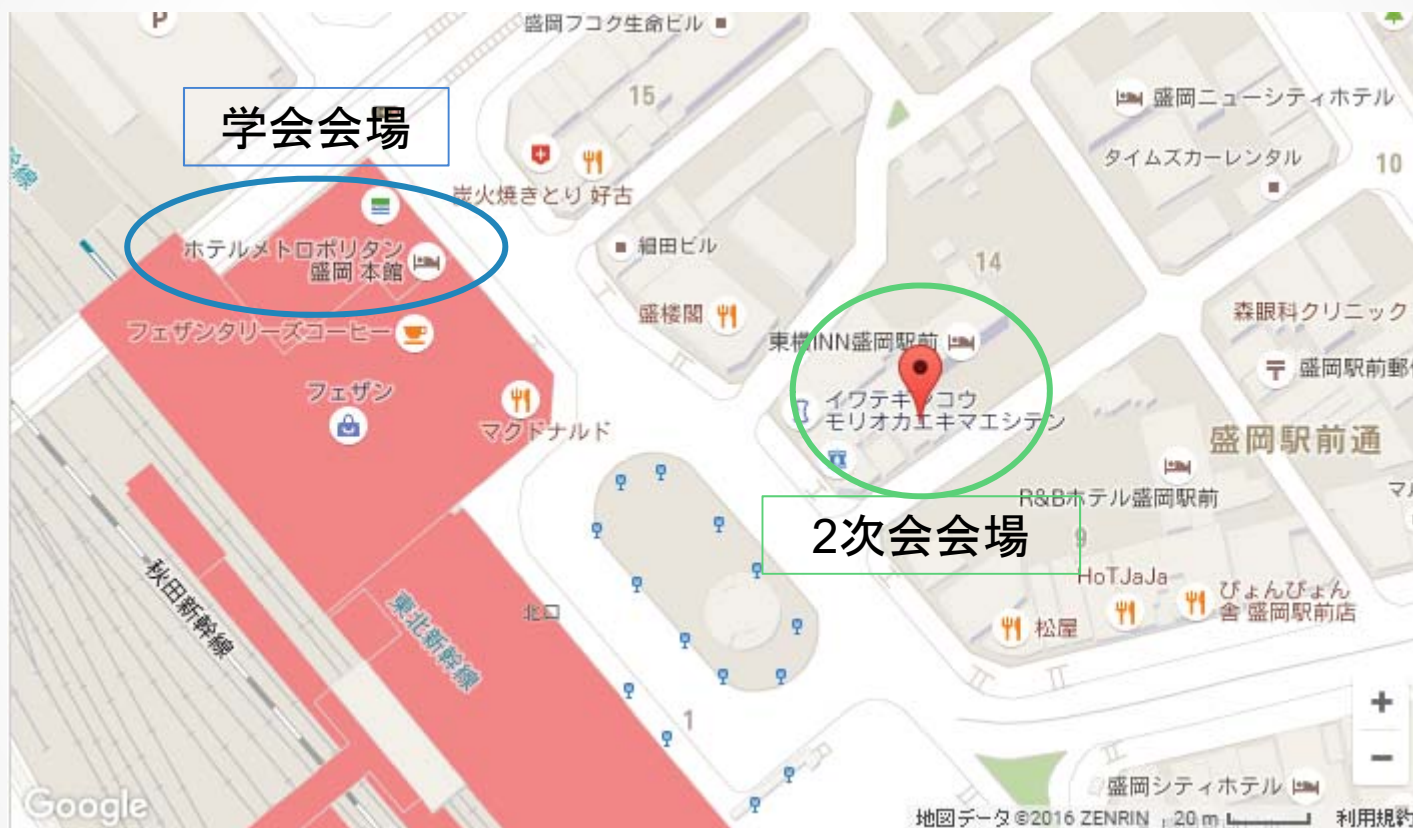 P
盛岡フコク生命ビル
15
学会会場
盛岡ニューシティホテル
タイムズカーレンタル
10
炭火焼きとり 好古
ホテルメトロポリタン
盛岡 本館
細田ビル
14
盛楼閣
森眼科クリニック
フェザンタリーズコーヒー
東横INN盛岡駅前
盛岡駅前郵
フェザン
イワテギンコウ
モリオカエキマエシテン
マクドナルド
盛岡駅前通
R&Bホテル盛岡駅前
2次会会場
9
HoTJaJa
ぴょんぴょん
舎 盛岡駅前店
松屋
北口
秋田新幹線
東北新幹線
1
+
−
盛岡シティホテル
Google
地図データ ©2016 ZENRIN
20 m
利用規約